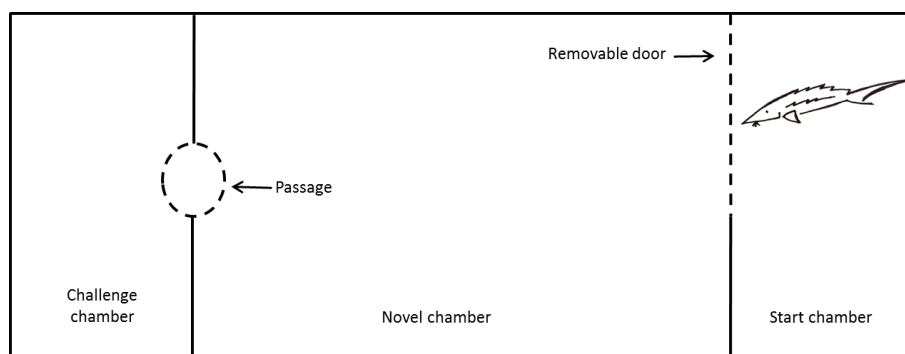 Removable door
Passage
Challenge
chamber
Novel chamber
Start chamber